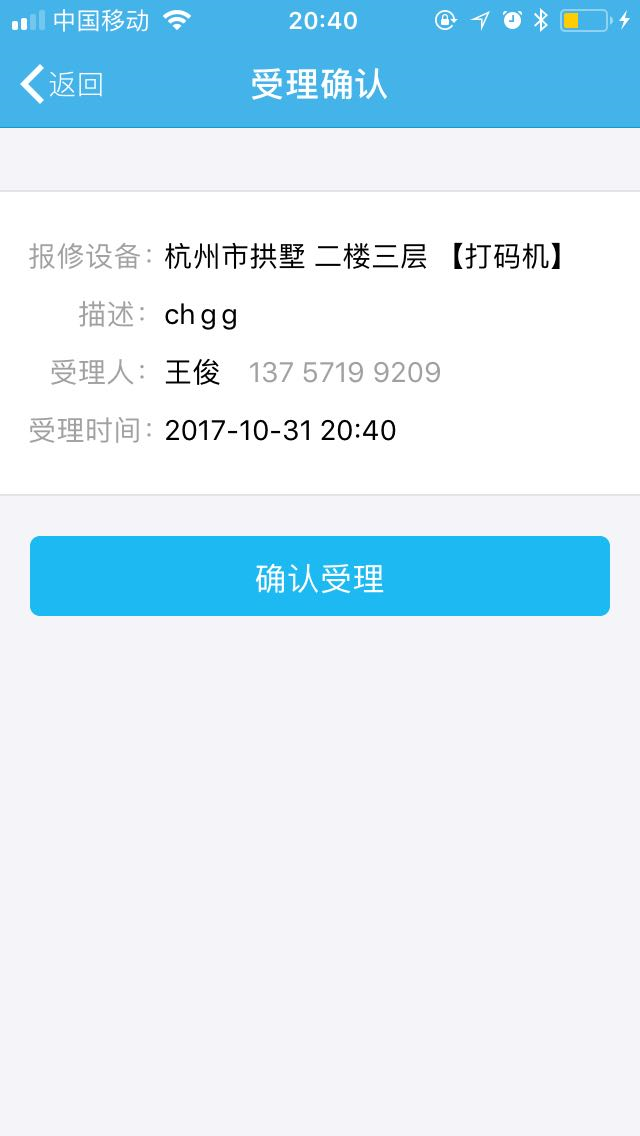 中国移动 20:40
返回 受理确认
报修设备: 杭州市拱墅 二楼三层 【打码机】
描述: chgg
受理人: 王俊 137 5719 9209
受理时间: 2017-10-31 20:40
确认受理